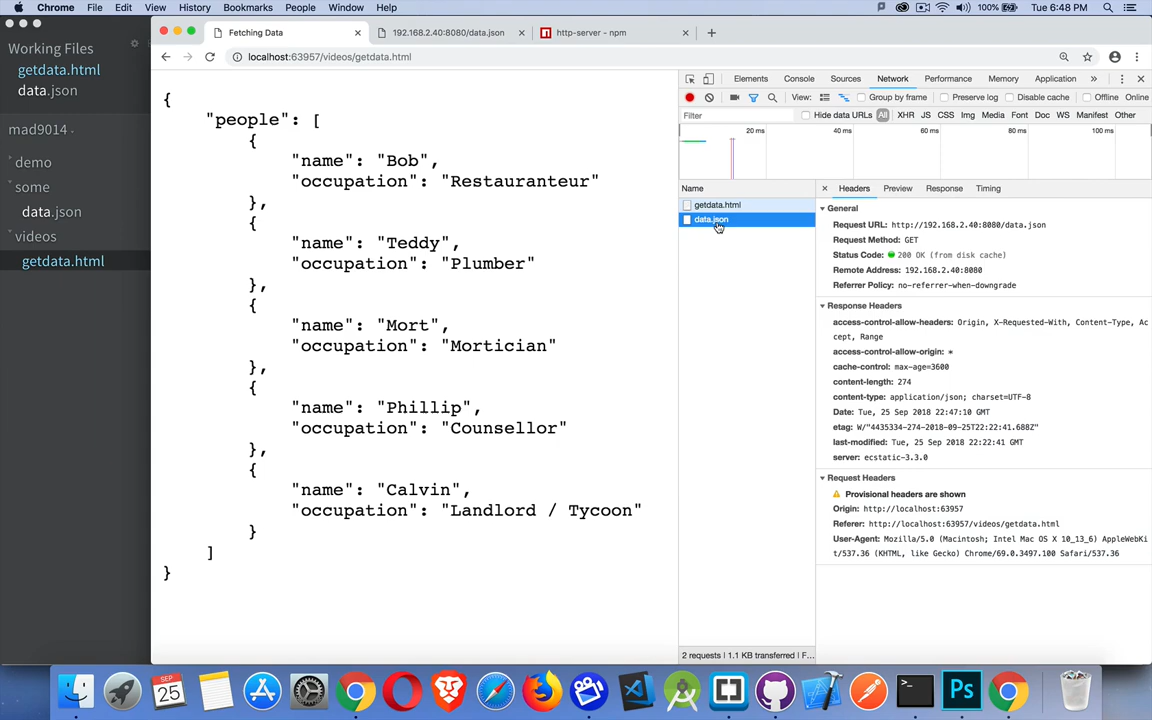 Chrome File Edit View History Bookmarks People Window Help 100% Tue 6:48 PM
Working Files
getdata.html
data.json
mad9014
demo
some
data.json
videos
getdata.html
Fetching Data 192.168.2.40:8080/data.json http-server - npm
localhost:63957/videos/getdata.html
{
"people": [
{
"name": "Bob",
"occupation": "Restauranteur"
},
{
"name": "Teddy",
"occupation": "Plumber"
},
{
"name": "Mort",
"occupation": "Mortician"
},
{
"name": "Phillip",
"occupation": "Counsellor"
},
{
"name": "Calvin",
"occupation": "Landlord / Tycoon"
}
]
}
Elements Console Sources Network Performance Memory Application »
View: Group by frame Preserve log Disable cache Offline Online
Filter Hide data URLs All XHR JS CSS Img Media Font Doc WS Manifest Other
20 ms 40 ms 60 ms 80 ms 100 ms
Name
getdata.html
data.json
2 requests | 1.1 KB transferred | F...
Headers Preview Response Timing
General
Request URL: http://192.168.2.40:8080/data.json
Request Method: GET
Status Code: 200 OK (from disk cache)
Remote Address: 192.168.2.40:8080
Referrer Policy: no-referrer-when-downgrade
Response Headers
access-control-allow-headers: Origin, X-Requested-With, Content-Type, Ac
cept, Range
access-control-allow-origin: *
cache-control: max-age=3600
content-length: 274
content-type: application/json; charset=UTF-8
Date: Tue, 25 Sep 2018 22:47:10 GMT
etag: W/"4435334-274-2018-09-25T22:22:41.688Z"
last-modified: Tue, 25 Sep 2018 22:22:41 GMT
server: ecstatic-3.3.0
Request Headers
Provisional headers are shown
Origin: http://localhost:63957
Referer: http://localhost:63957/videos/getdata.html
User-Agent: Mozilla/5.0 (Macintosh; Intel Mac OS X 10_13_6) AppleWebKi
t/537.36 (KHTML, like Gecko) Chrome/69.0.3497.100 Safari/537.36
SEP
25
Ps